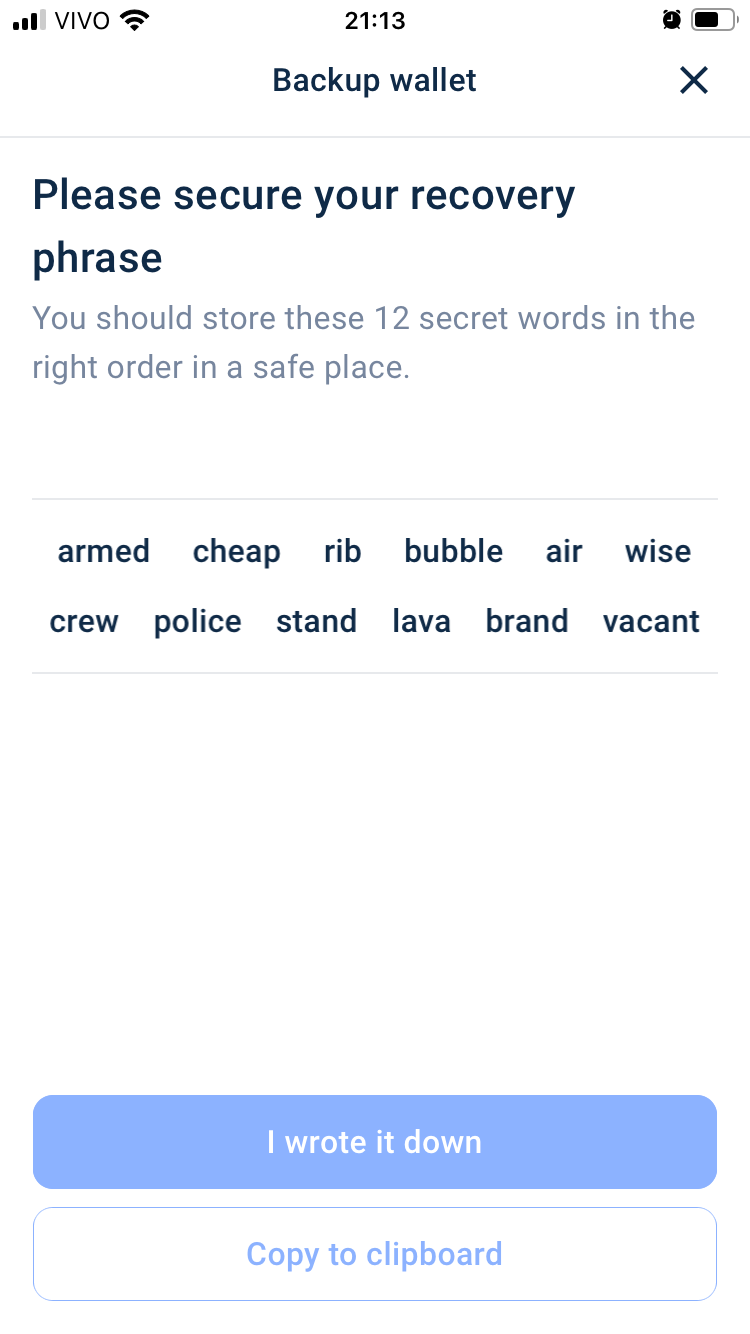 VIVO 21:13
Backup wallet
Please secure your recovery
phrase
You should store these 12 secret words in the
right order in a safe place.
armed cheap rib bubble air wise
crew police stand lava brand vacant
I wrote it down
Copy to clipboard